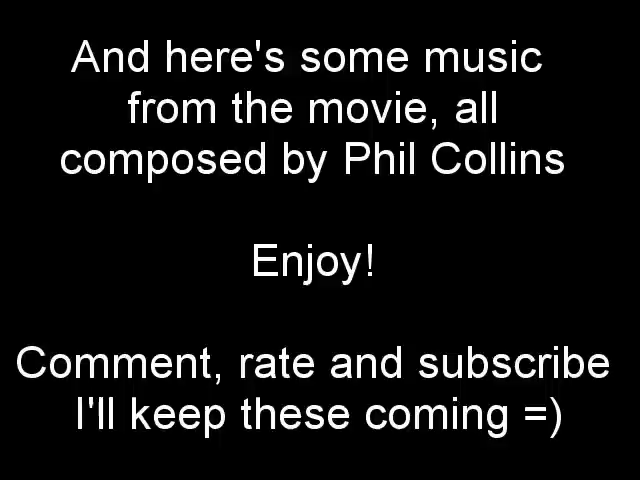 And here's some music
from the movie, all
composed by Phil Collins
Enjoy!
Comment, rate and subscribe
I'll keep these coming =)